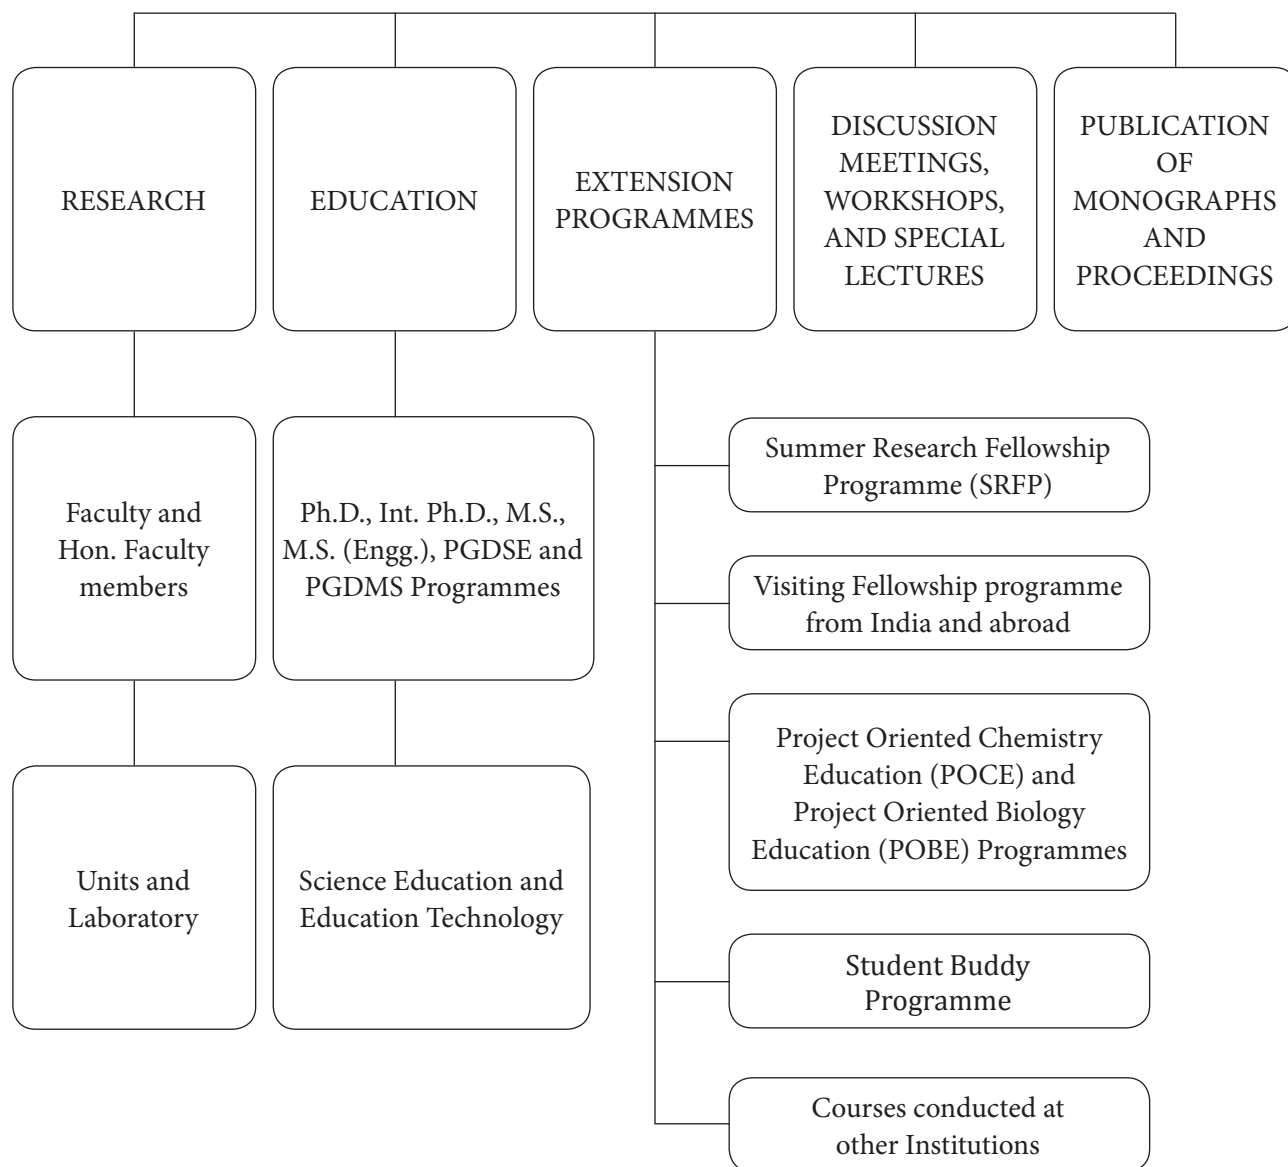 RESEARCH
EDUCATION
EXTENSION
PROGRAMMES
DISCUSSION
MEETINGS,
WORKSHOPS,
AND SPECIAL
LECTURES
PUBLICATION
OF
MONOGRAPHS
AND
PROCEEDINGS
Faculty and
Hon. Faculty
members
Ph.D., Int. Ph.D., M.S.,
M.S. (Engg.), PGDSE and
PGDMS Programmes
Summer Research Fellowship
Programme (SRFP)
Visiting Fellowship programme
from India and abroad
Project Oriented Chemistry
Education (POCE) and
Project Oriented Biology
Education (POBE) Programmes
Units and
Laboratory
Science Education and
Education Technology
Student Buddy
Programme
Courses conducted at
other Institutions